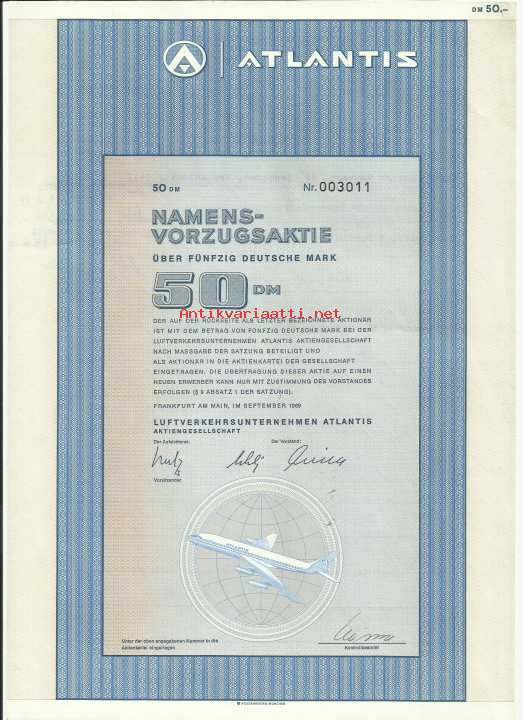 DM 50.–
ATLANTIS
50 DM
Nr. 003011
NAMENS-
VORZUGSAKTIE
ÜBER FÜNFZIG DEUTSCHE MARK
50 DM
Antikvariaatti.net
DER AUF DER RÜCKSEITE ALS LETZTER BEZEICHNETE AKTIONÄR
IST MIT DEM BETRAG VON FÜNFZIG DEUTSCHE MARK BEI DER
LUFTVERKEHRSUNTERNEHMEN ATLANTIS AKTIENGESELLSCHAFT
NACH MASSGABE DER SATZUNG BETEILIGT UND
ALS AKTIONÄR IN DIE AKTIENKARTEI DER GESELLSCHAFT
EINGETRAGEN. DIE ÜBERTRAGUNG DIESER AKTIE AUF EINEN
NEUEN ERWERBER KANN NUR MIT ZUSTIMMUNG DES VORSTANDES
ERFOLGEN (§ 9 ABSATZ 1 DER SATZUNG).
FRANKFURT AM MAIN, IM SEPTEMBER 1969
LUFTVERKEHRSUNTERNEHMEN ATLANTIS
AKTIENGESELLSCHAFT
Der Aufsichtsrat:
Der Vorstand:
Vorsitzender
ATLANTIS
Unter der oben angegebenen Nummer in die
Aktienkartei eingetragen
Kontrollbeamter